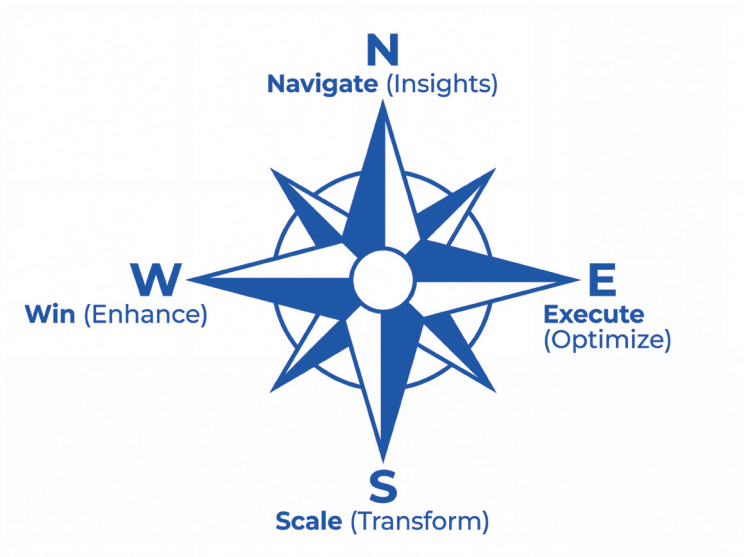 N
Navigate (Insights)
W
Win (Enhance)
E
Execute
(Optimize)
S
Scale (Transform)